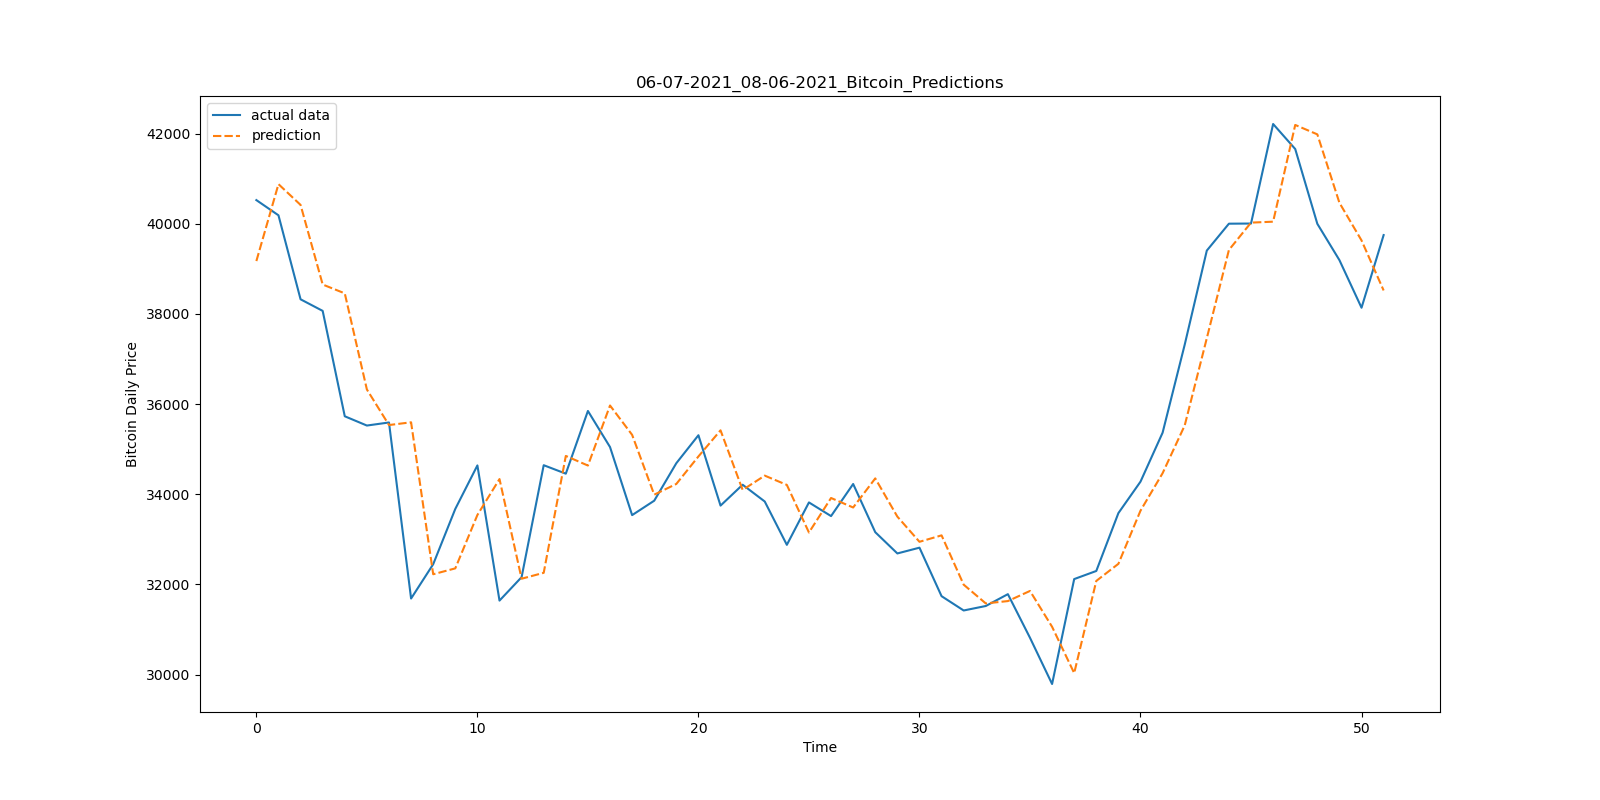 06-07-2021_08-06-2021_Bitcoin_Predictions
actual data
prediction
42000
40000
38000
36000
34000
32000
30000
Bitcoin Daily Price
0 10 20 30 40 50
Time